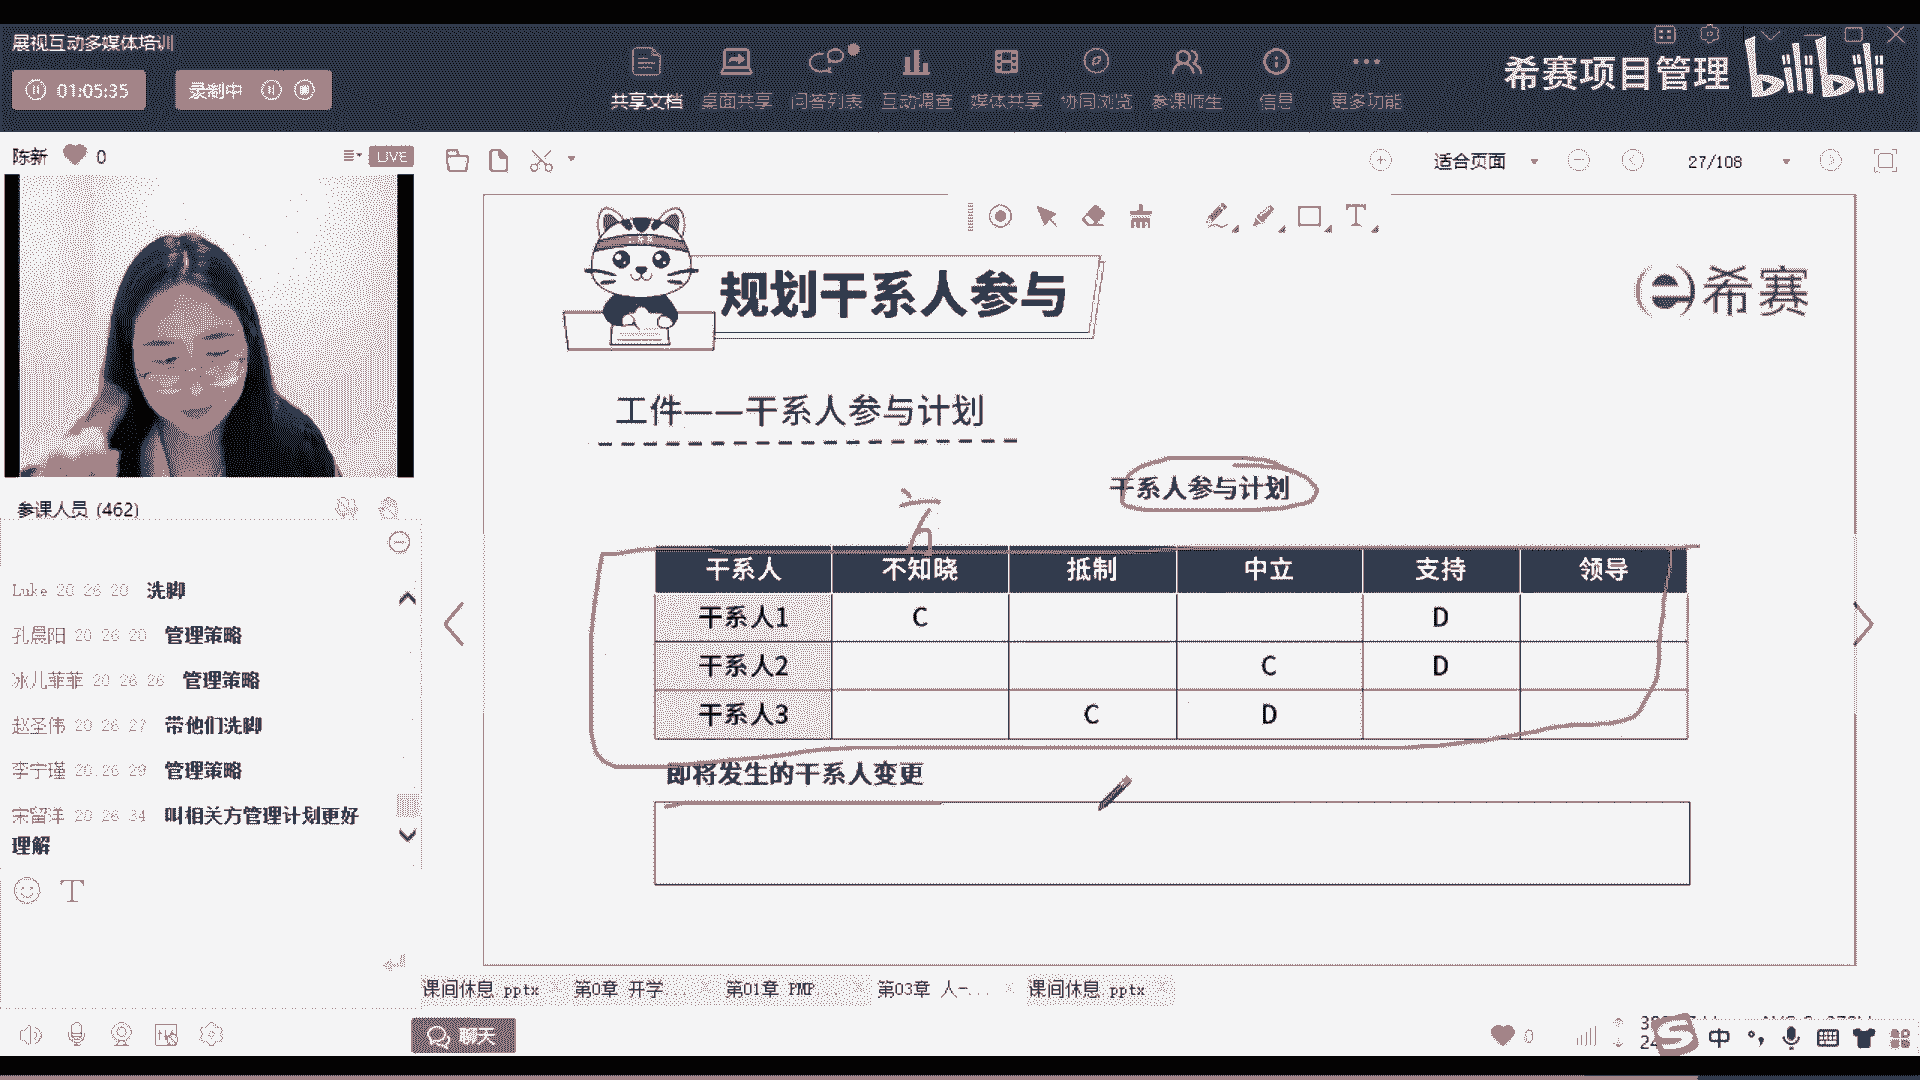 展视互动多媒体培训
01:05:35
录制中
共享文档 桌面共享 问答列表 互动调查 媒体共享 协同浏览 参课师生 信息 更多功能
希赛项目管理 bilibili
陈新 0 LIVE
适合页面 27/108
规划干系人参与
希赛
工件——干系人参与计划
干系人参与计划
方
干系人 不知晓 抵制 中立 支持 领导
干系人1 C D
干系人2 C D
干系人3 C D
即将发生的干系人变更
参课人员 (462)
Luke 20:26:20 洗脚
孔晨阳 20:26:20 管理策略
冰儿菲菲 20:26:26 管理策略
赵圣伟 20:26:27 带他们洗脚
李宁瑾 20:26:29 管理策略
宋留洋 20:26:34 叫相关方管理计划更好
理解
课间休息.pptx 第0章 开学... 第01章 PMP... 第03章 人-... 课间休息.pptx
聊天
0
中